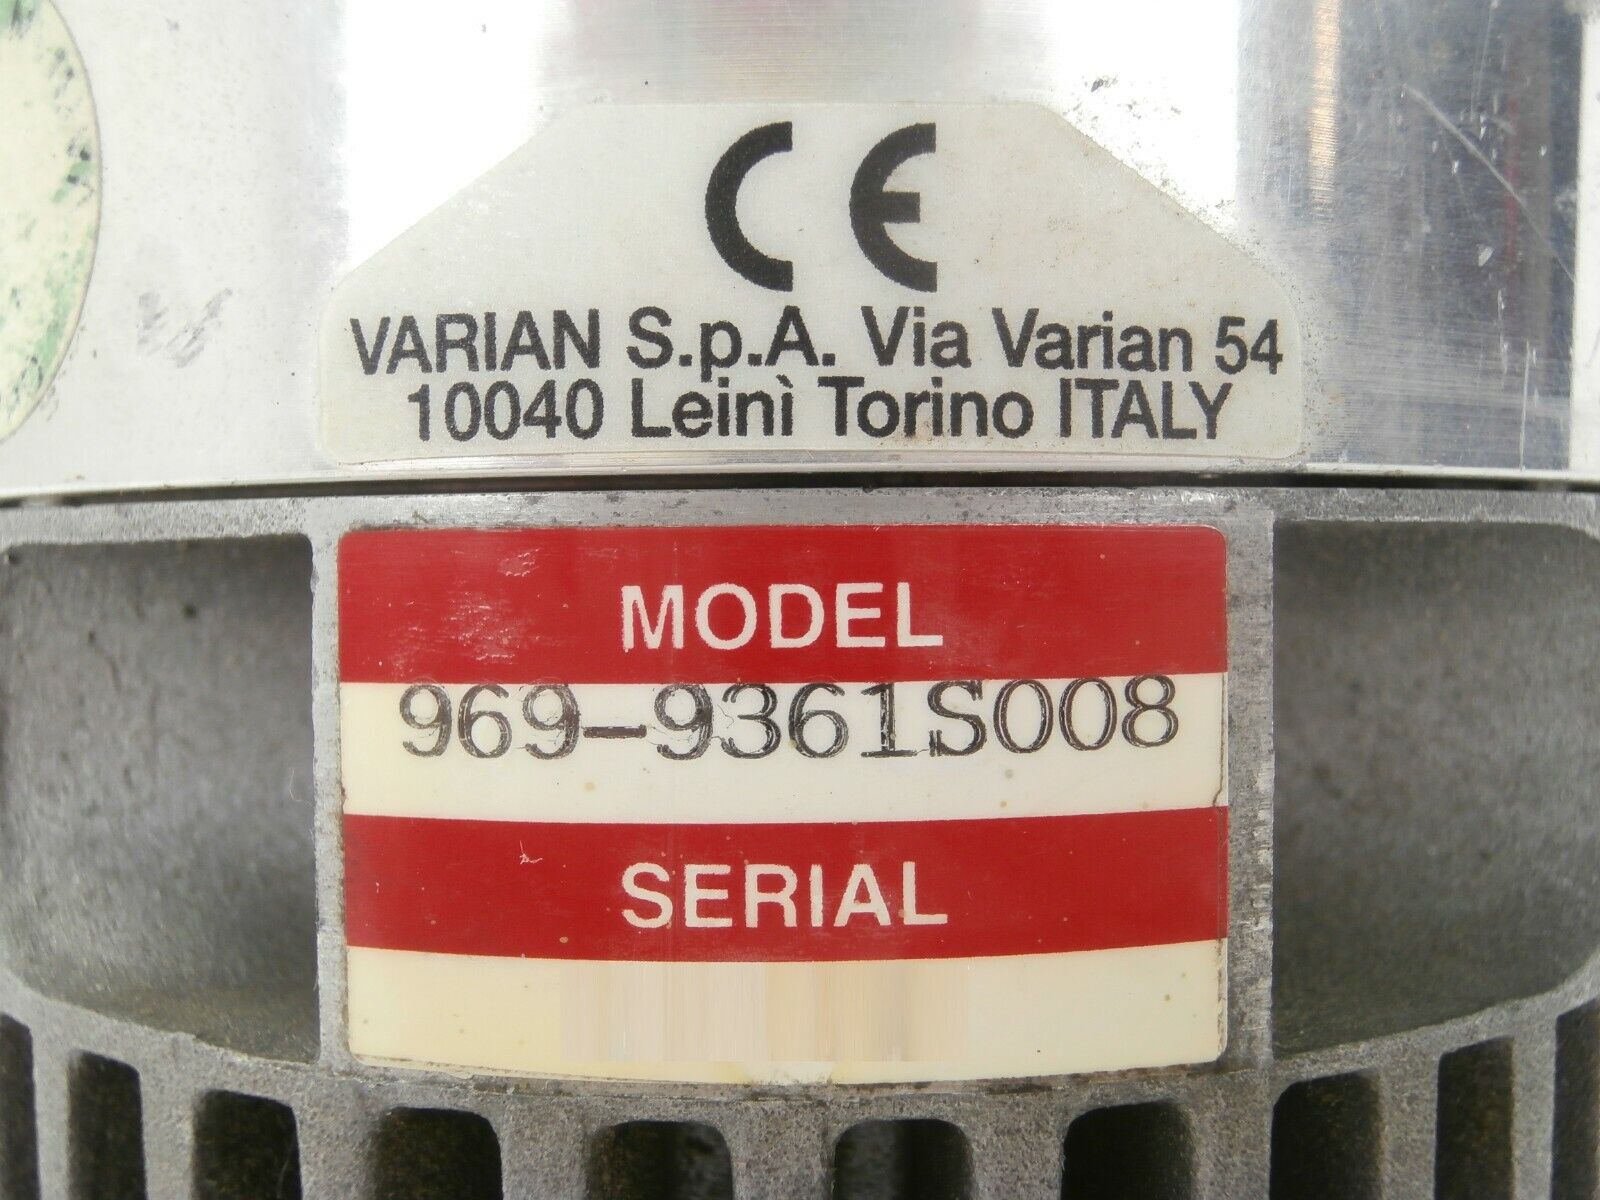 CE
VARIAN S.p.A. Via Varian 54
10040 Leinì Torino ITALY
MODEL
969-9361S008
SERIAL